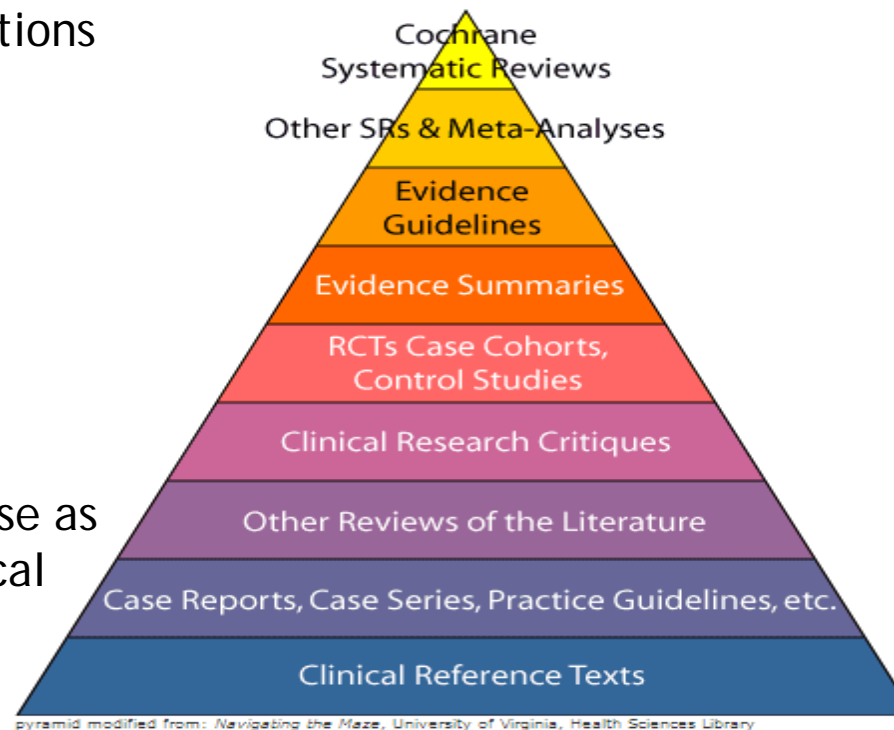 tions
Cochrane
Systematic Reviews
Other SRs & Meta-Analyses
Evidence
Guidelines
Evidence Summaries
RCTs Case Cohorts,
Control Studies
Clinical Research Critiques
se as
Other Reviews of the Literature
cal
Case Reports, Case Series, Practice Guidelines, etc.
Clinical Reference Texts
pyramid modified from: Navigating the Maze, University of Virginia, Health Sciences Library